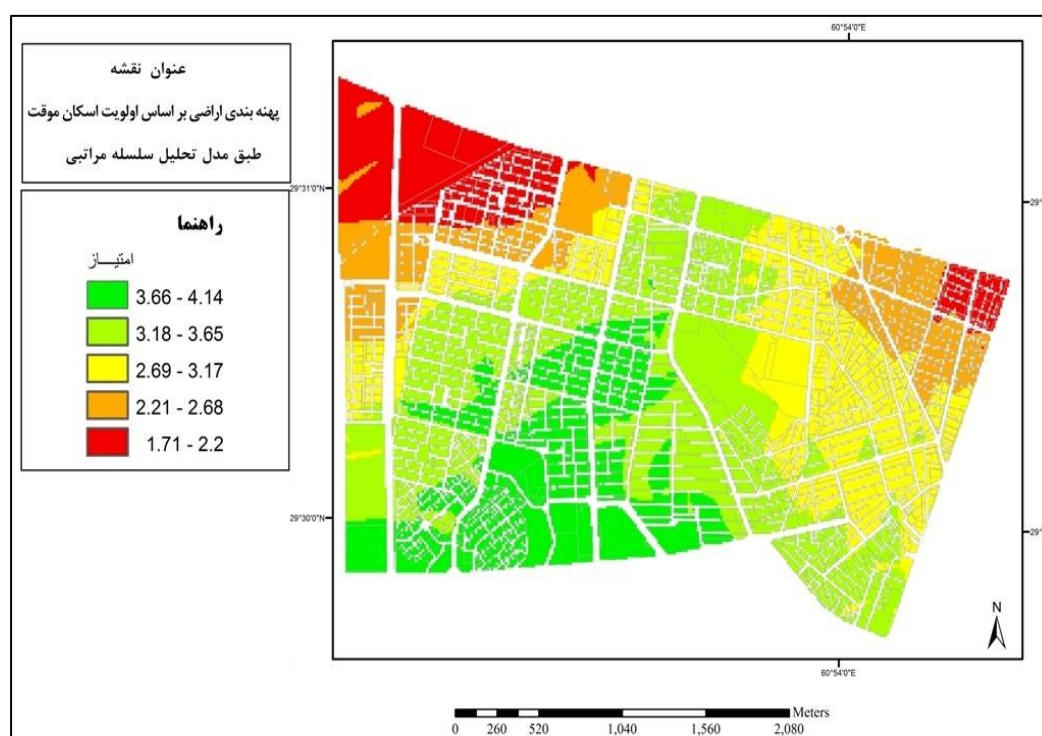 عنوان نقشه
پهنه بندی اراضی بر اساس اولویت اسکان موقت
طبق مدل تحلیل سلسله مراتبی
راهنما
امتیـــاز
3.66 - 4.14
3.18 - 3.65
2.69 - 3.17
2.21 - 2.68
1.71 - 2.2
60°54'0"E
29°31'0"N
29°
29°30'0"N
29°
N
60°54'0"E
Meters
0 260 520 1,040 1,560 2,080